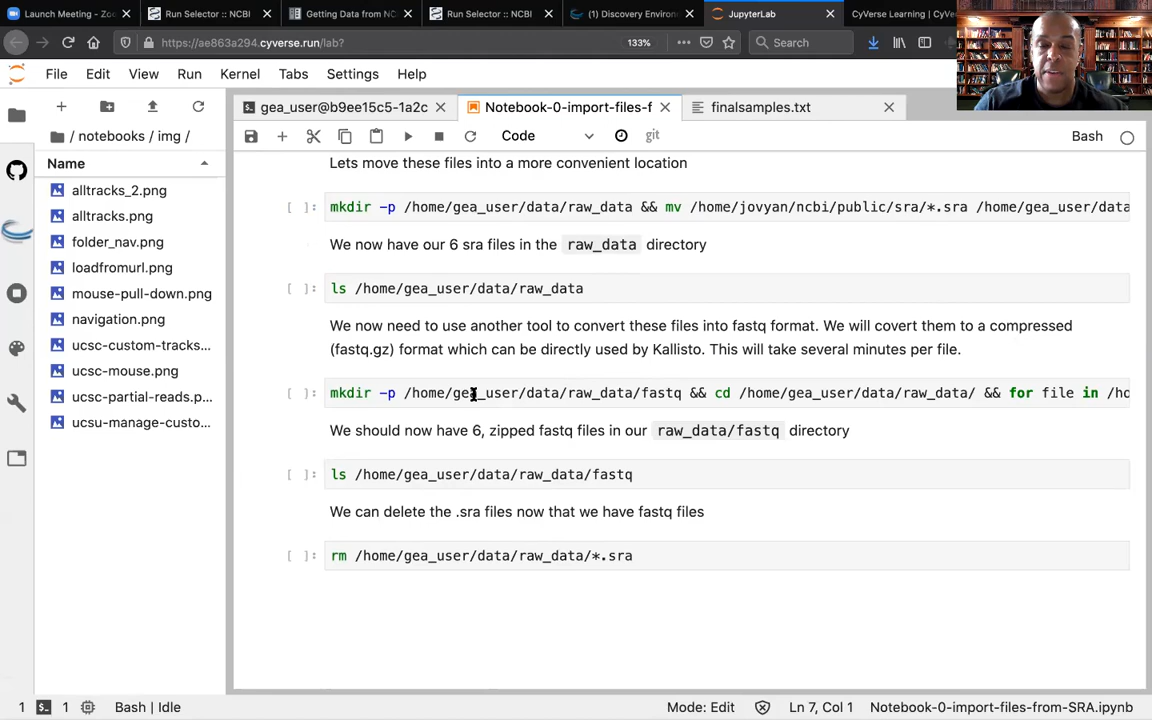 Launch Meeting - Zo
Run Selector :: NCBI
Getting Data from NC
Run Selector :: NCBI
(1) Discovery Environ
JupyterLab
CyVerse Learning | CyVe
https://ae863a294.cyverse.run/lab?
133%
Search
File Edit View Run Kernel Tabs Settings Help
gea_user@b9ee15c5-1a2c
Notebook-0-import-files-f
finalsamples.txt
/ notebooks / img /
Code
git
Bash
Name
alltracks_2.png
alltracks.png
folder_nav.png
loadfromurl.png
mouse-pull-down.png
navigation.png
ucsc-custom-tracks...
ucsc-mouse.png
ucsc-partial-reads.p...
ucsu-manage-custo...
Lets move these files into a more convenient location
[ ]: mkdir -p /home/gea_user/data/raw_data && mv /home/jovyan/ncbi/public/sra/*.sra /home/gea_user/data
We now have our 6 sra files in the raw_data directory
[ ]: ls /home/gea_user/data/raw_data
We now need to use another tool to convert these files into fastq format. We will covert them to a compressed
(fastq.gz) format which can be directly used by Kallisto. This will take several minutes per file.
[ ]: mkdir -p /home/gea_user/data/raw_data/fastq && cd /home/gea_user/data/raw_data/ && for file in /ho
We should now have 6, zipped fastq files in our raw_data/fastq directory
[ ]: ls /home/gea_user/data/raw_data/fastq
We can delete the .sra files now that we have fastq files
[ ]: rm /home/gea_user/data/raw_data/*.sra
1 1 Bash | Idle
Mode: Edit Ln 7, Col 1 Notebook-0-import-files-from-SRA.ipynb